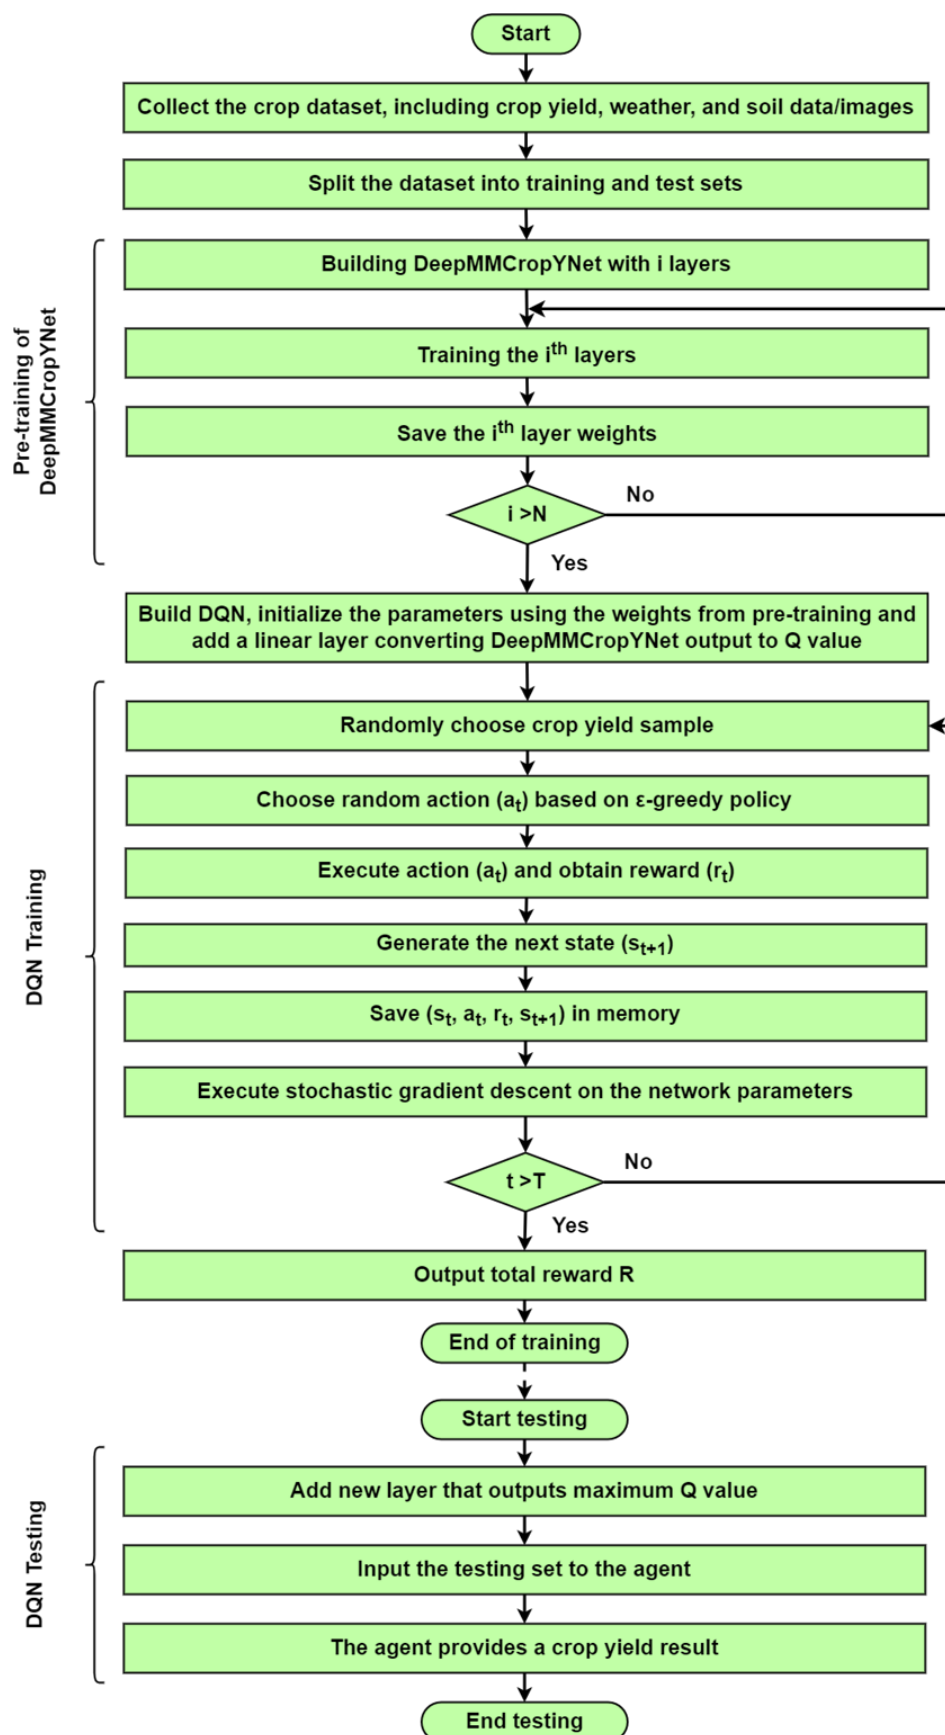 Start
Collect the crop dataset, including crop yield, weather, and soil data/images
Split the dataset into training and test sets
Pre-training of
DeepMMCropYNet
Building DeepMMCropYNet with i layers
Training the iᵗʰ layers
Save the iᵗʰ layer weights
i >N
No
Yes
Build DQN, initialize the parameters using the weights from pre-training and
add a linear layer converting DeepMMCropYNet output to Q value
DQN Training
Randomly choose crop yield sample
Choose random action (aₜ) based on ε-greedy policy
Execute action (aₜ) and obtain reward (rₜ)
Generate the next state (sₜ₊₁)
Save (sₜ, aₜ, rₜ, sₜ₊₁) in memory
Execute stochastic gradient descent on the network parameters
t >T
No
Yes
Output total reward R
End of training
Start testing
DQN Testing
Add new layer that outputs maximum Q value
Input the testing set to the agent
The agent provides a crop yield result
End testing